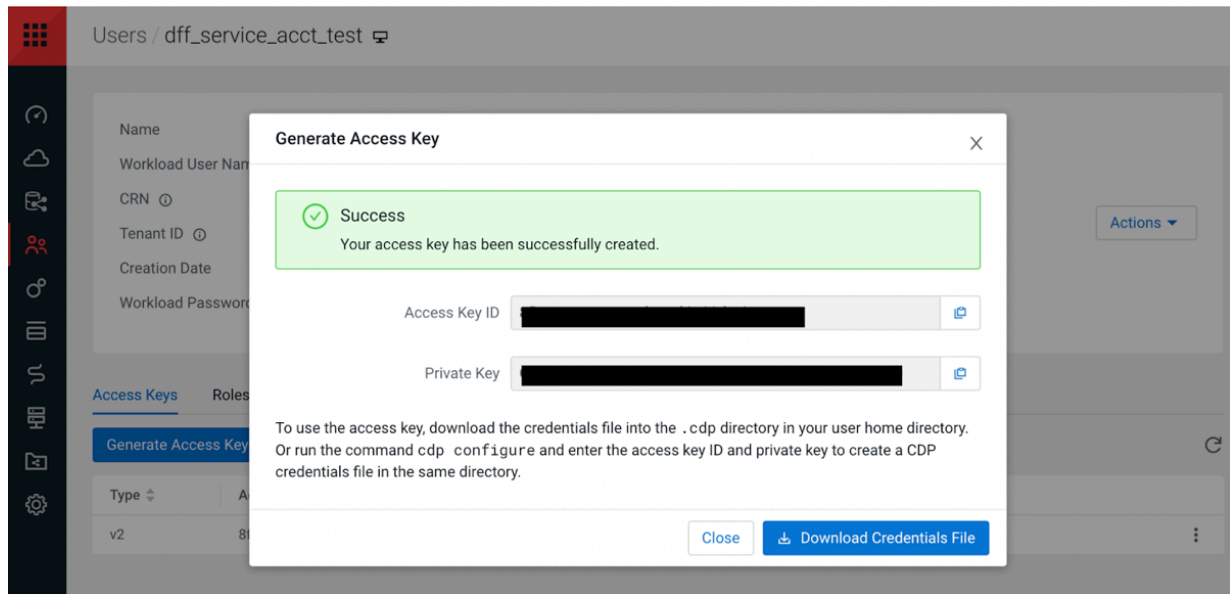 Users / dff_service_acct_test
Name
Workload User Nam
CRN
Tenant ID
Creation Date
Workload Password
Actions
Generate Access Key
Success
Your access key has been successfully created.
Access Key ID
Private Key
To use the access key, download the credentials file into the .cdp directory in your user home directory.
Or run the command cdp configure and enter the access key ID and private key to create a CDP
credentials file in the same directory.
Close
Download Credentials File
Access Keys Roles
Generate Access Key
Type A
v2